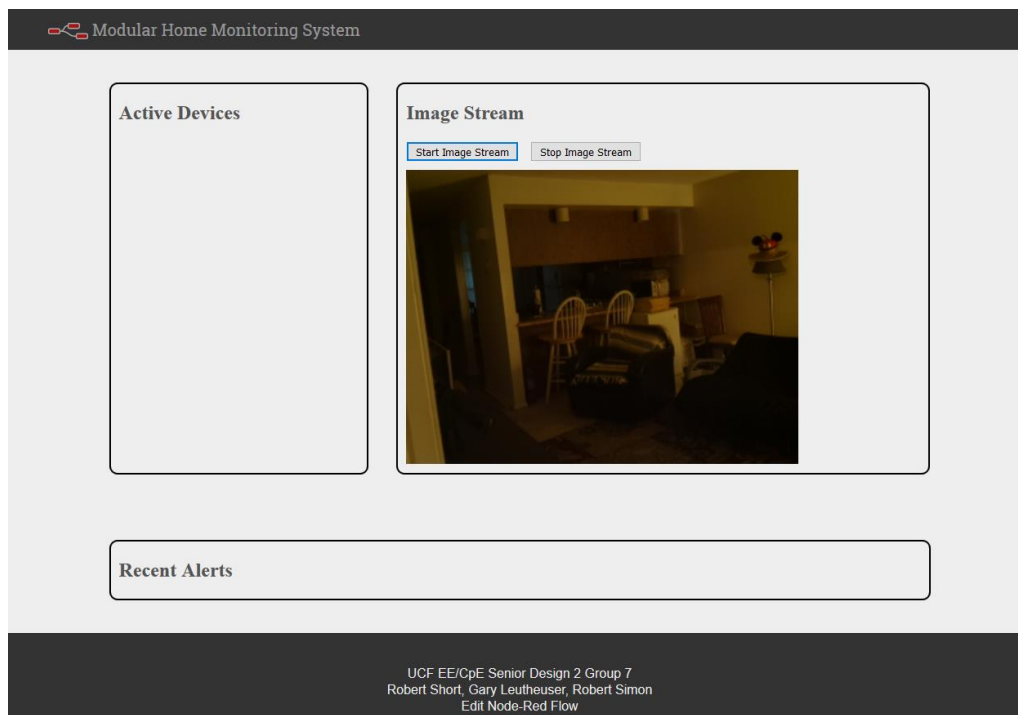 Modular Home Monitoring System
Active Devices
Image Stream
Start Image Stream Stop Image Stream
Recent Alerts
UCF EE/CpE Senior Design 2 Group 7
Robert Short, Gary Leutheuser, Robert Simon
Edit Node-Red Flow